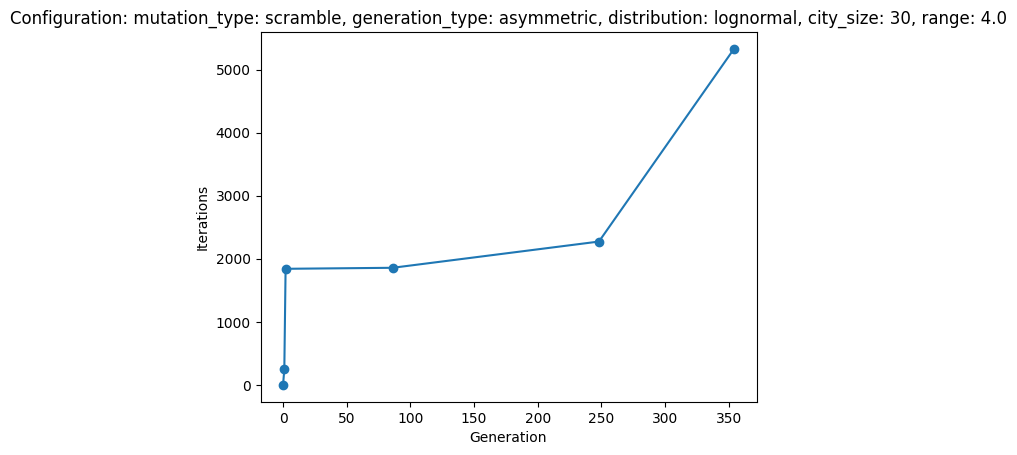 Configuration: mutation_type: scramble, generation_type: asymmetric, distribution: lognormal, city_size: 30, range: 4.0
5000
4000
3000
2000
1000
0
Iterations
0 50 100 150 200 250 300 350
Generation